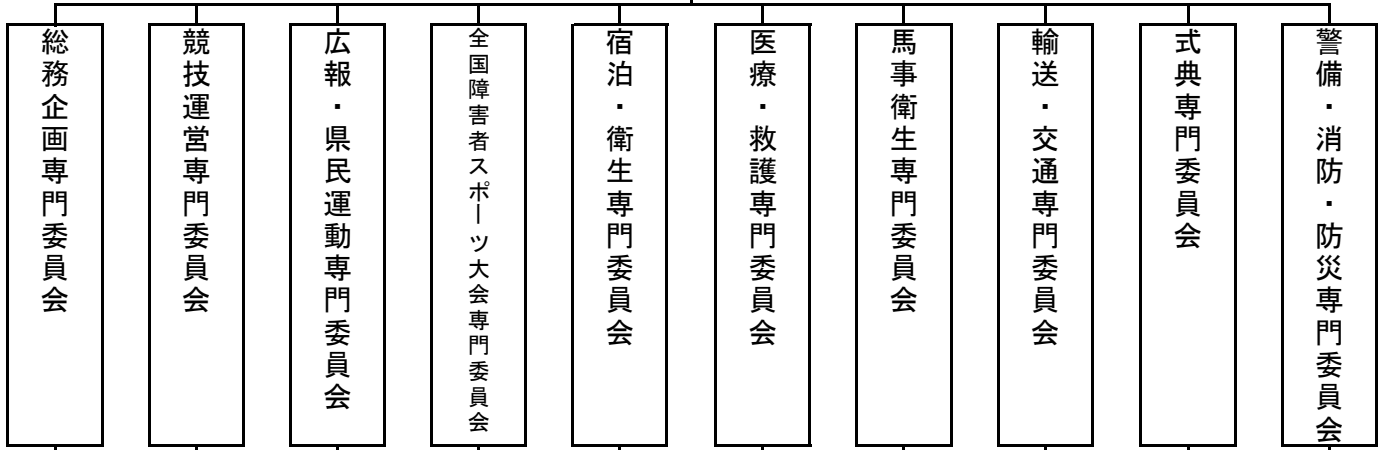 総務企画専門委員会
競技運営専門委員会
広報・県民運動専門委員会
全国障害者スポーツ大会専門委員会
宿泊・衛生専門委員会
医療・救護専門委員会
馬事衛生専門委員会
輸送・交通専門委員会
式典専門委員会
警備・消防・防災専門委員会